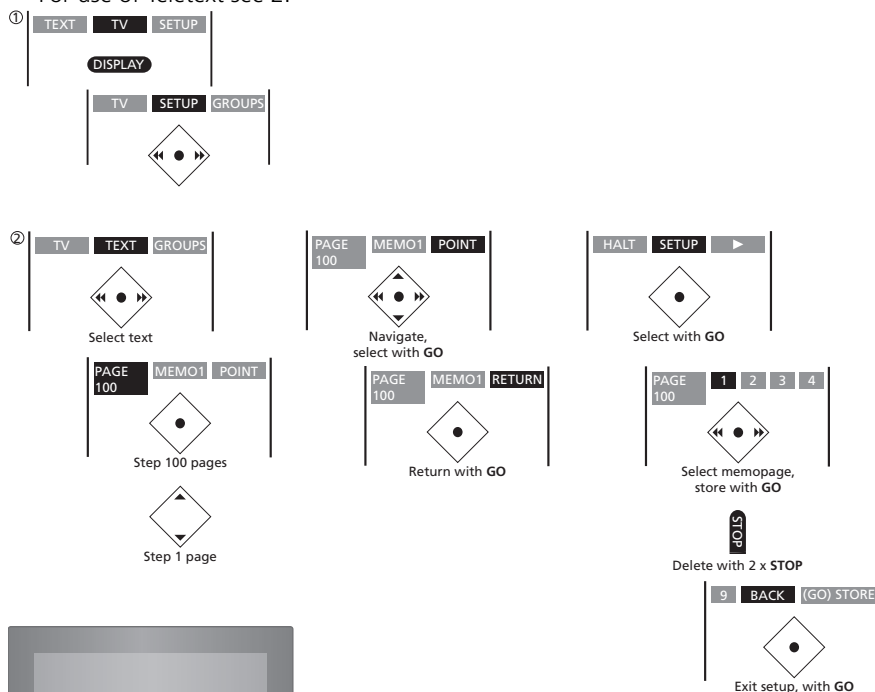 For use of Teletext see 2.
①
TEXT TV SETUP
DISPLAY
TV SETUP GROUPS
②
TV TEXT GROUPS
Select text
PAGE
100
MEMO1 POINT
Step 100 pages
Step 1 page
PAGE
100
MEMO1 POINT
Navigate,
select with GO
PAGE
100
MEMO1 RETURN
Return with GO
HALT SETUP
Select with GO
PAGE
100
1 2 3 4
Select memopage,
store with GO
STOP
Delete with 2 x STOP
9 BACK (GO) STORE
Exit setup, with GO